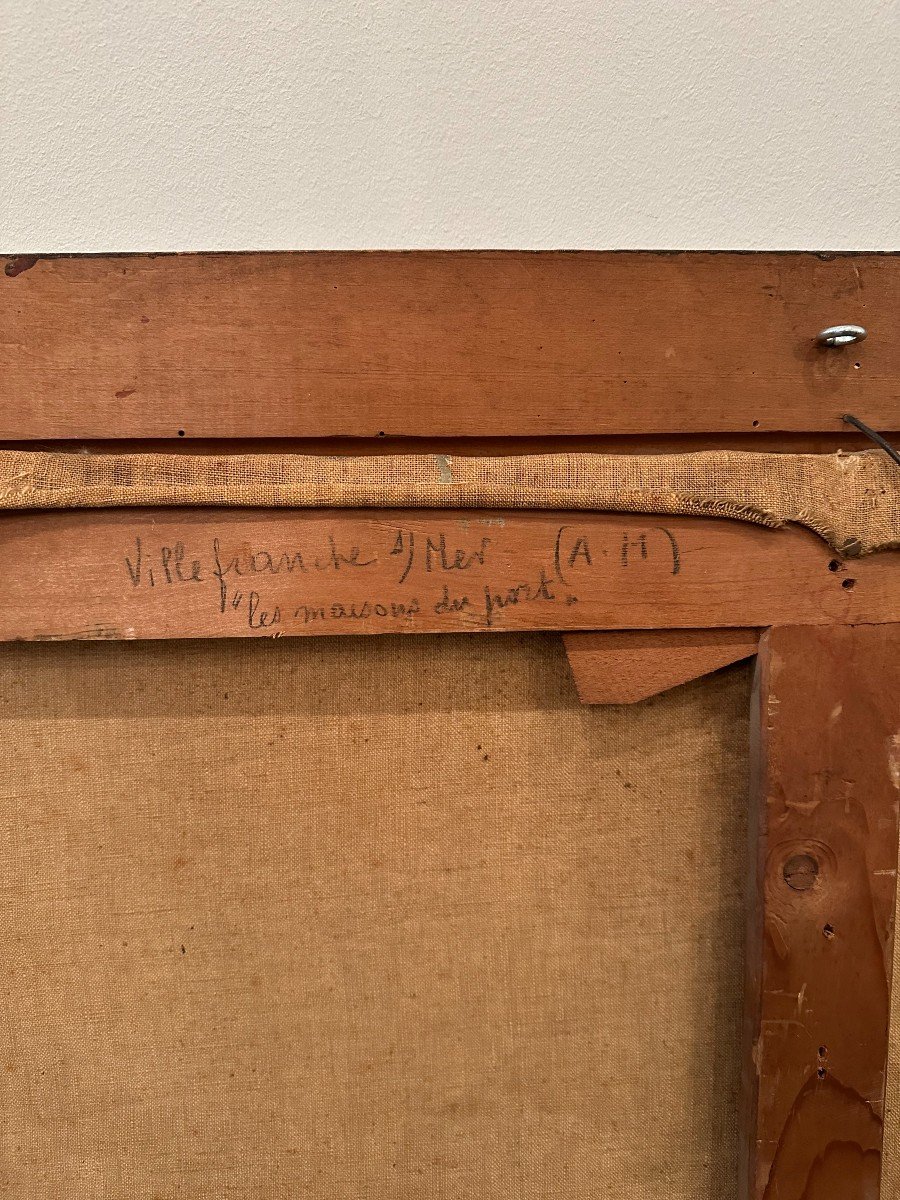 Villefranche s/ Mer (A. M)
"les maisons du port".